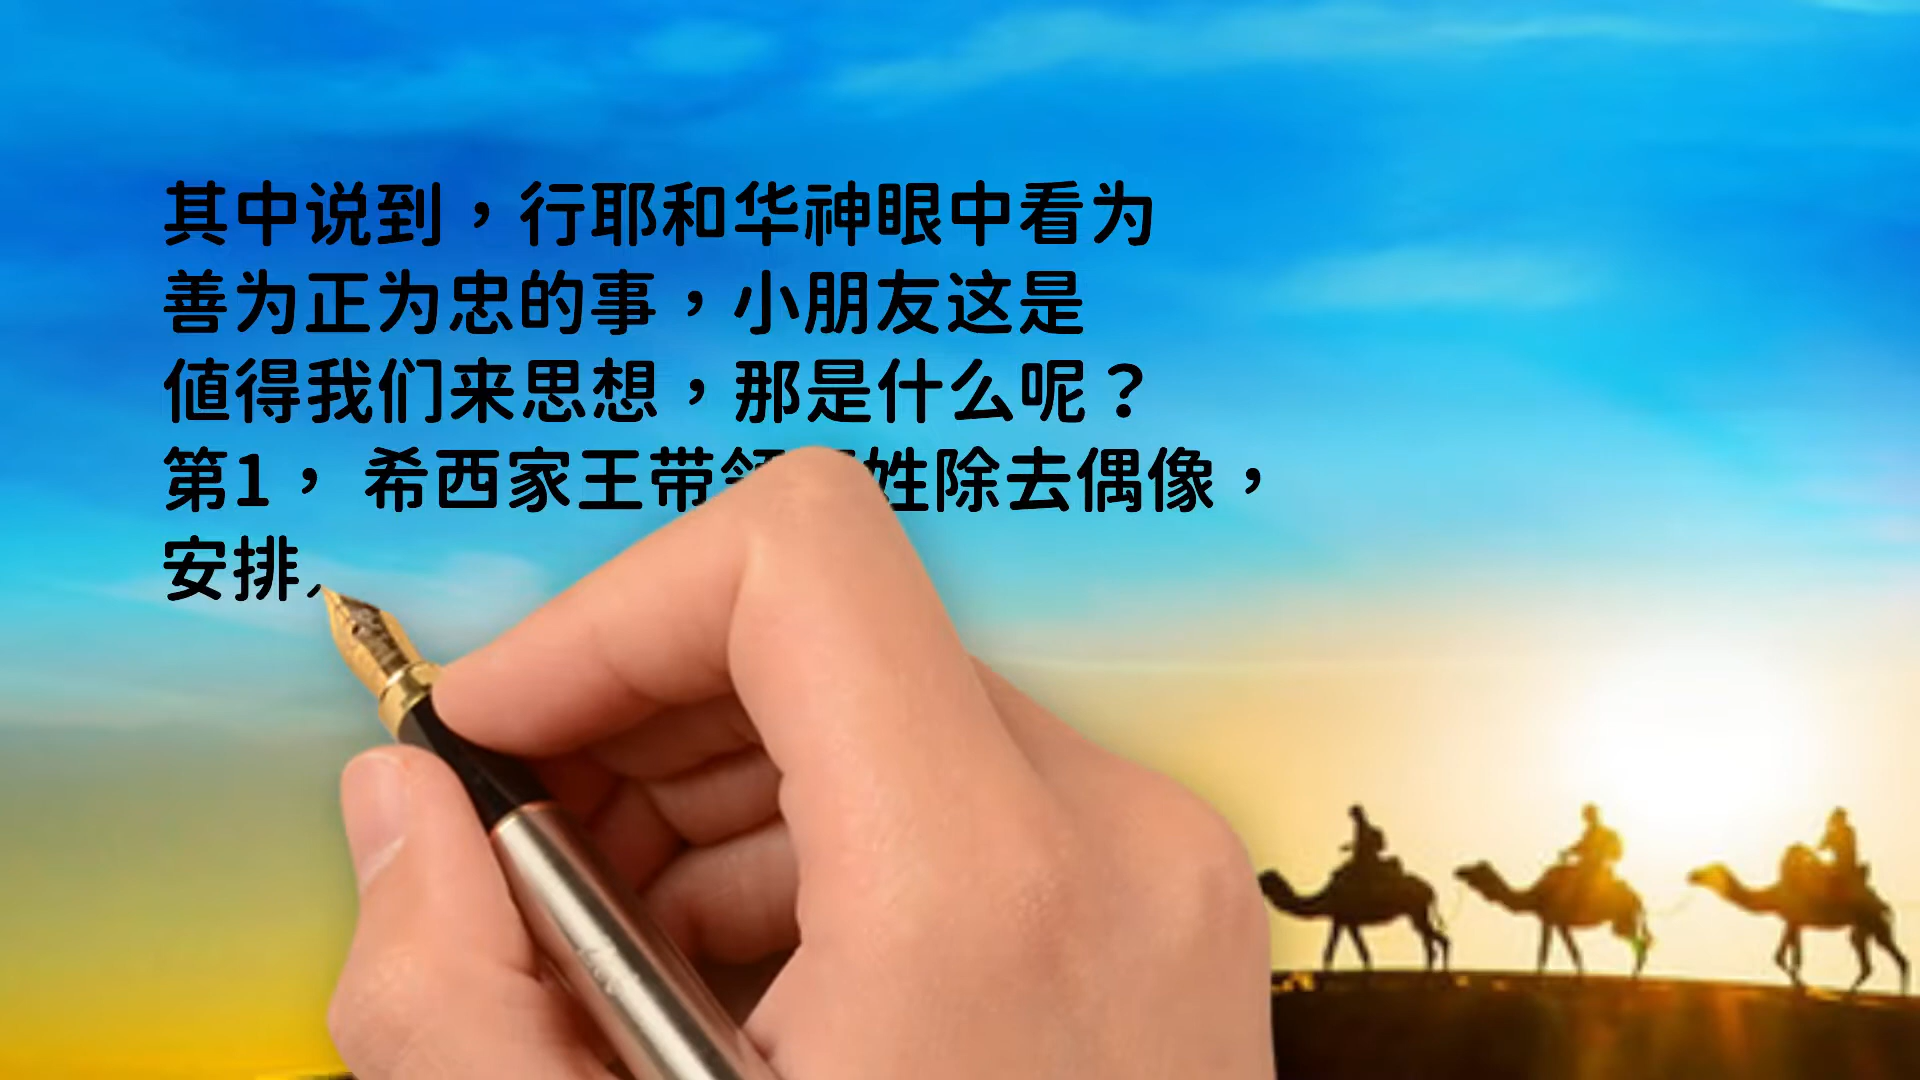 其中说到，行耶和华神眼中看为
善为正为忠的事，小朋友这是
值得我们来思想，那是什么呢？
第1， 希西家王带领 姓除去偶像，
安排